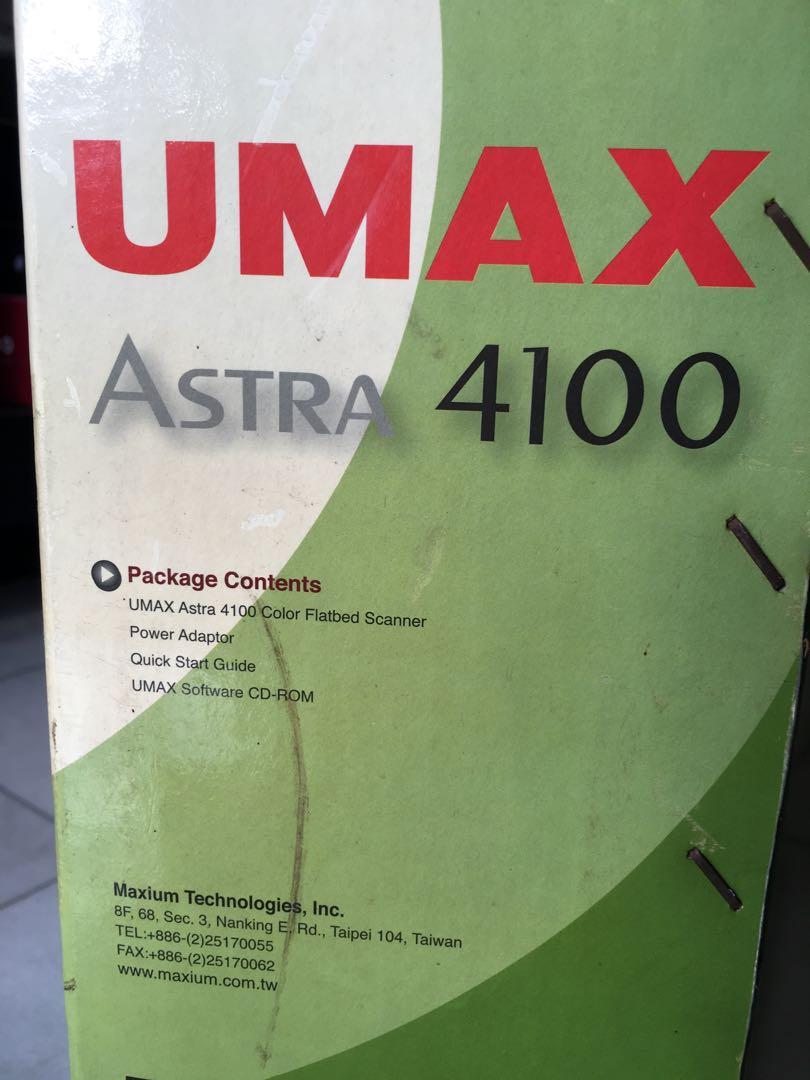 UMAX
ASTRA 4100
Package Contents
UMAX Astra 4100 Color Flatbed Scanner
Power Adaptor
Quick Start Guide
UMAX Software CD-ROM
Maxium Technologies, Inc.
8F, 68, Sec. 3, Nanking E. Rd., Taipei 104, Taiwan
TEL:+886-(2)25170055
FAX:+886-(2)25170062
www.maxium.com.tw